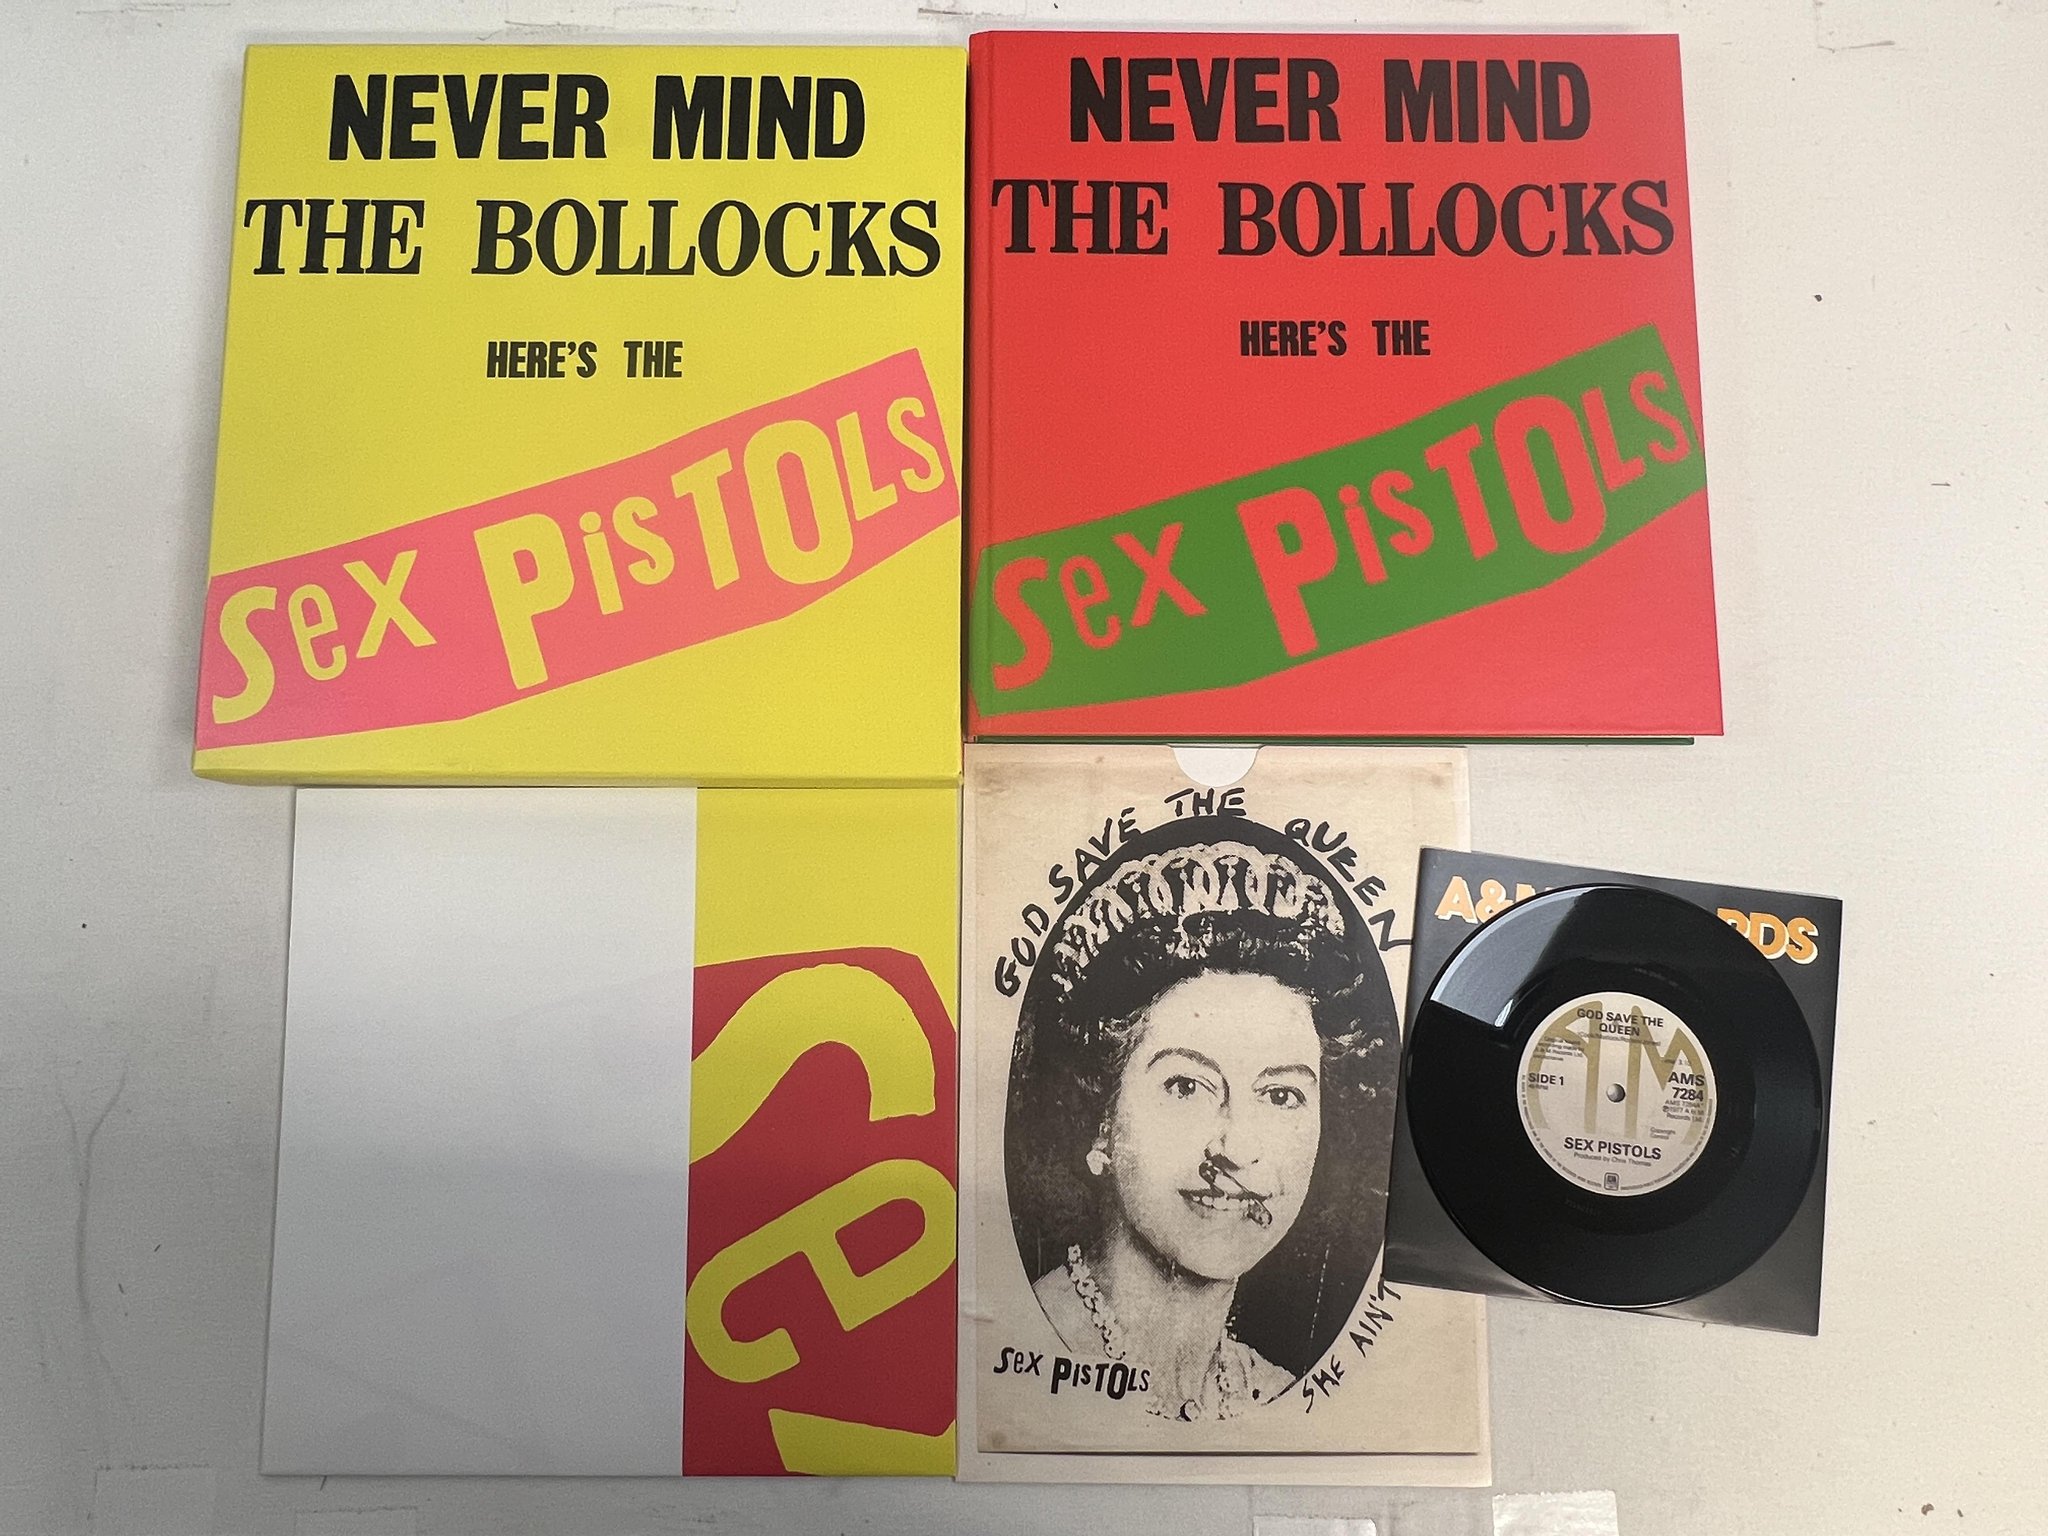 NEVER MIND
THE BOLLOCKS
HERE'S THE
Sex PiSTOLS
NEVER MIND
THE BOLLOCKS
HERE'S THE
Sex PiSTOLS
Sex
GOD SAVE THE QUEEN
SHE AIN'T
Sex PiSTOLS
A&M
RDS
GOD SAVE THE
QUEEN
SIDE 1
AMS
7284
SEX PISTOLS
Produced by Chris Thomas